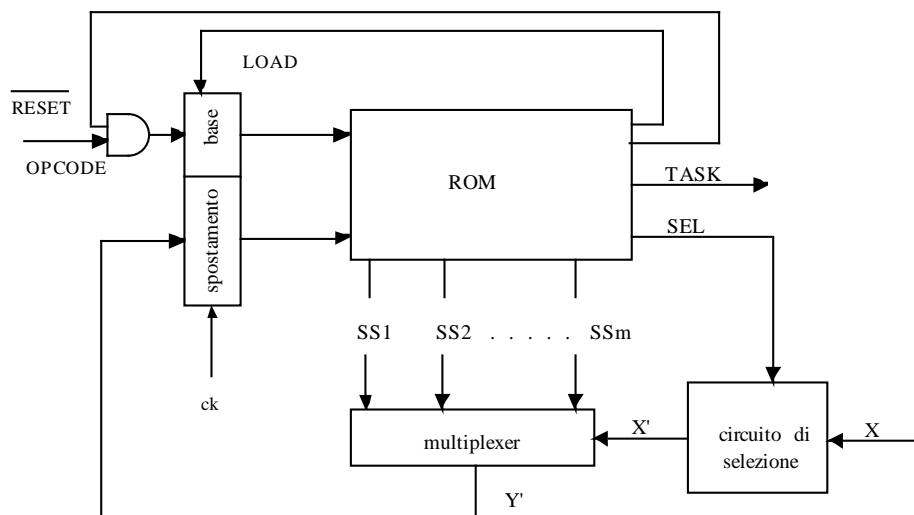 LOAD
RESET
OPCODE
base
spostamento
ROM
TASK
SEL
SS1 SS2 . . . . . SSm
ck
multiplexer
X'
circuito di
selezione
X
Y'